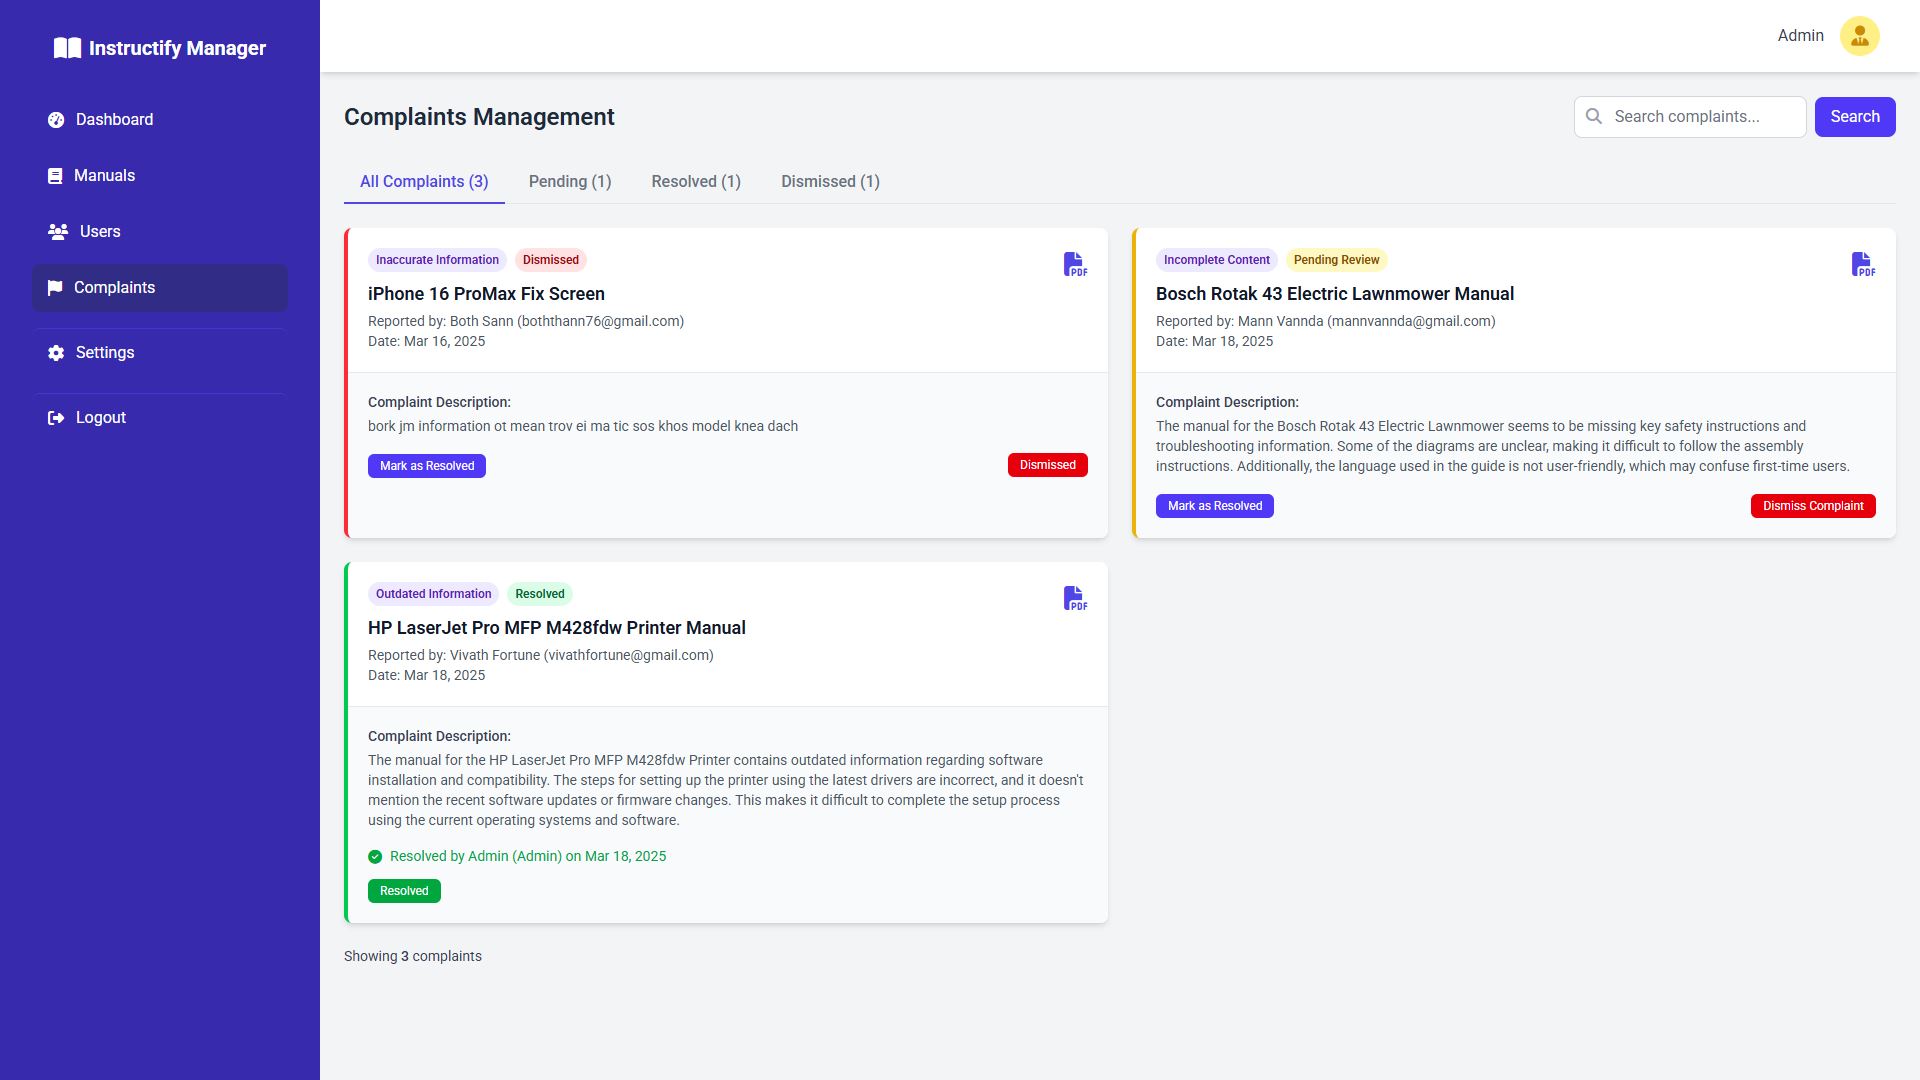 Instructify Manager
Dashboard
Manuals
Users
Complaints
Settings
Logout
Admin
Complaints Management
Search complaints...
Search
All Complaints (3)
Pending (1)
Resolved (1)
Dismissed (1)
Inaccurate Information
Dismissed
PDF
iPhone 16 ProMax Fix Screen
Reported by: Both Sann (boththann76@gmail.com)
Date: Mar 16, 2025
Complaint Description:
bork jm information ot mean trov ei ma tic sos khos model knea dach
Mark as Resolved
Dismissed
Incomplete Content
Pending Review
PDF
Bosch Rotak 43 Electric Lawnmower Manual
Reported by: Mann Vannda (mannvannda@gmail.com)
Date: Mar 18, 2025
Complaint Description:
The manual for the Bosch Rotak 43 Electric Lawnmower seems to be missing key safety instructions and
troubleshooting information. Some of the diagrams are unclear, making it difficult to follow the assembly
instructions. Additionally, the language used in the guide is not user-friendly, which may confuse first-time users.
Mark as Resolved
Dismiss Complaint
Outdated Information
Resolved
PDF
HP LaserJet Pro MFP M428fdw Printer Manual
Reported by: Vivath Fortune (vivathfortune@gmail.com)
Date: Mar 18, 2025
Complaint Description:
The manual for the HP LaserJet Pro MFP M428fdw Printer contains outdated information regarding software
installation and compatibility. The steps for setting up the printer using the latest drivers are incorrect, and it doesn't
mention the recent software updates or firmware changes. This makes it difficult to complete the setup process
using the current operating systems and software.
Resolved by Admin (Admin) on Mar 18, 2025
Resolved
Showing 3 complaints